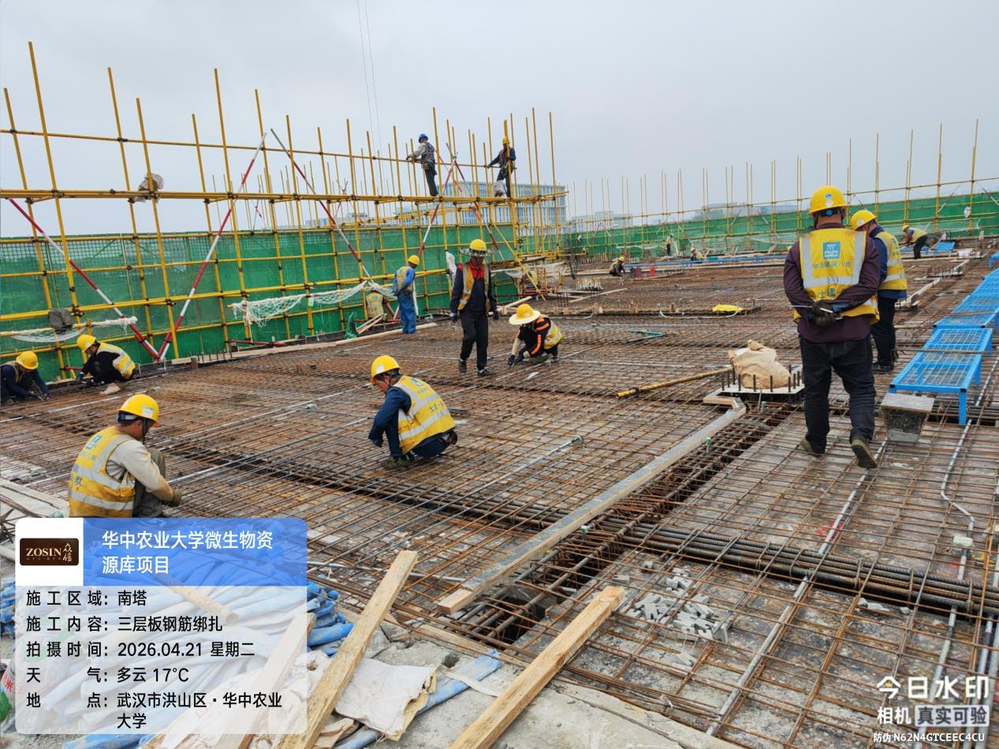 ZOSIN 众信
华中农业大学微生物资
源库项目
施工区域：南塔
施工内容：三层板钢筋绑扎
拍摄时间：2026.04.21 星期二
天气：多云 17℃
地点：武汉市洪山区·华中农业
大学
今日水印
相机 真实可验
防伪 N62N4GTCEEC4CU